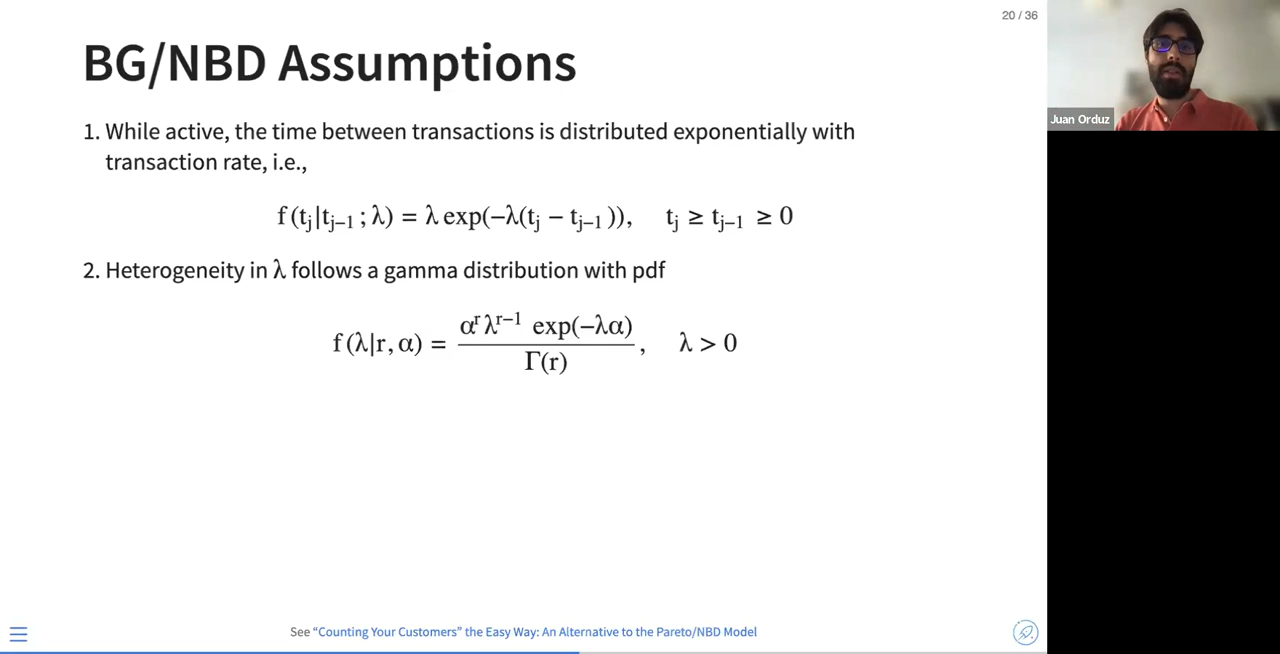 20 / 36
BG/NBD Assumptions
Juan Orduz
1. While active, the time between transactions is distributed exponentially with
transaction rate, i.e.,
f(tⱼ|tⱼ₋₁; λ) = λ exp(−λ(tⱼ − tⱼ₋₁)), tⱼ ≥ tⱼ₋₁ ≥ 0
2. Heterogeneity in λ follows a gamma distribution with pdf
f(λ|r, α) = αʳλʳ⁻¹ exp(−λα) / Γ(r), λ > 0
See “Counting Your Customers” the Easy Way: An Alternative to the Pareto/NBD Model